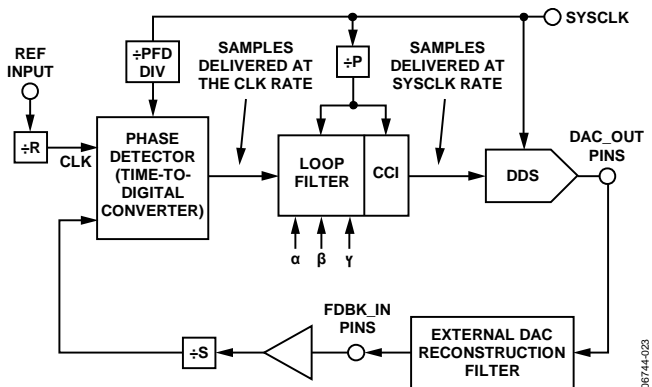 SYSCLK
REF
INPUT
÷PFD
DIV
÷P
SAMPLES
DELIVERED AT
THE CLK RATE
SAMPLES
DELIVERED AT
SYSCLK RATE
÷R
CLK
PHASE
DETECTOR
(TIME-TO-
DIGITAL
CONVERTER)
LOOP
FILTER
CCI
DDS
DAC_OUT
PINS
α β γ
÷S
FDBK_IN
PINS
EXTERNAL DAC
RECONSTRUCTION
FILTER
06744-023